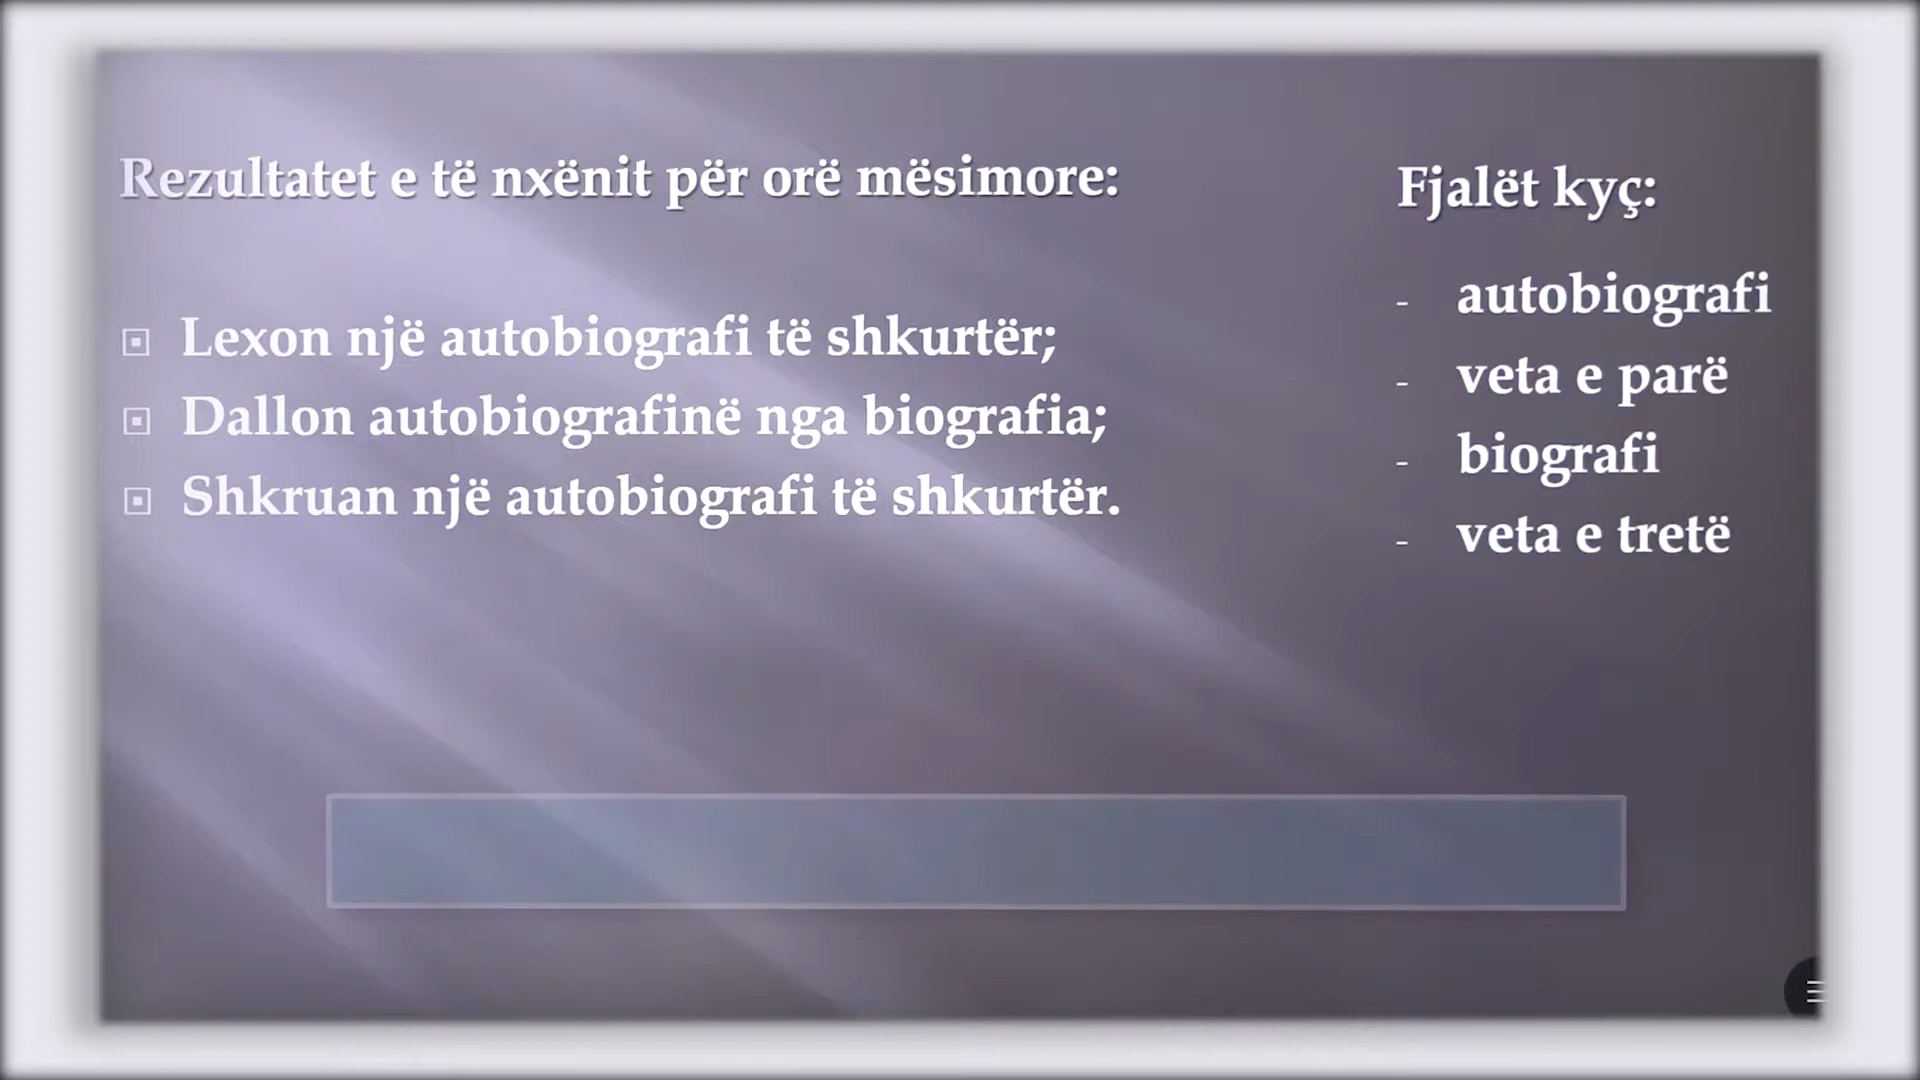 Rezultatet e të nxënit për orë mësimore:
Lexon një autobiografi të shkurtër;
Dallon autobiografinë nga biografia;
Shkruan një autobiografi të shkurtër.
Fjalët kyç:
- autobiografi
- veta e parë
- biografi
- veta e tretë